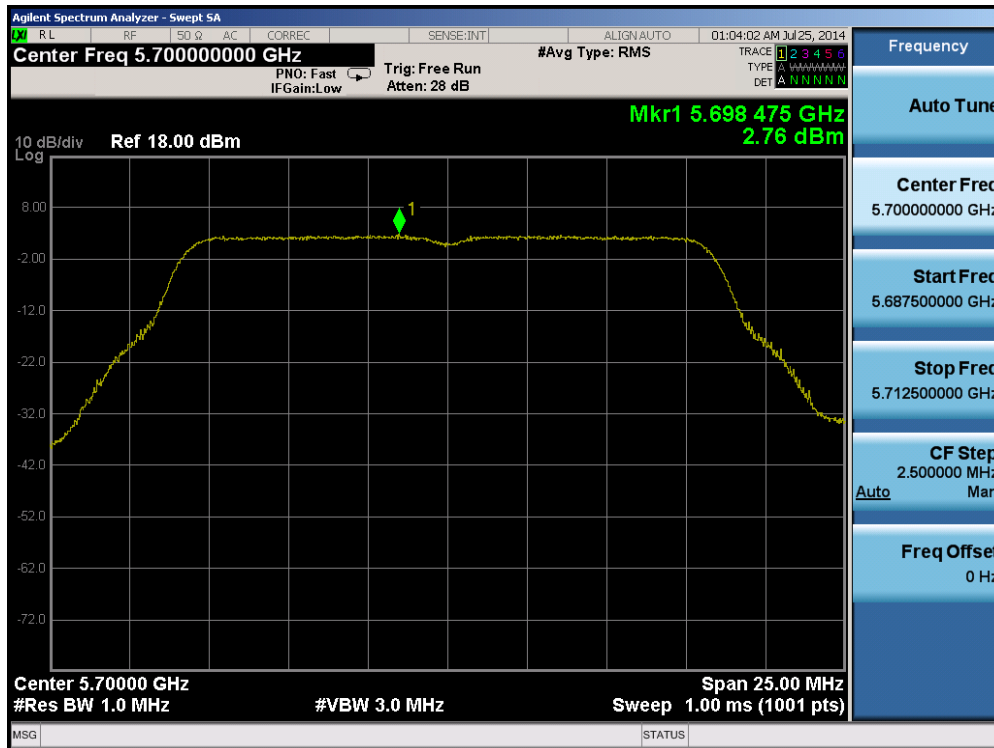 Agilent Spectrum Analyzer - Swept SA
LXI RL RF 50 Ω AC CORREC SENSE:INT ALIGNAUTO 01:04:02 AM Jul 25, 2014
Center Freq 5.700000000 GHz
PNO: Fast
IFGain:Low
Trig: Free Run
Atten: 28 dB
#Avg Type: RMS
TRACE 1 2 3 4 5 6
TYPE A WWWWW
DET A N N N N N
Mkr1 5.698 475 GHz
2.76 dBm
10 dB/div Ref 18.00 dBm
Log
1
8.00
-2.00
-12.0
-22.0
-32.0
-42.0
-52.0
-62.0
-72.0
Center 5.70000 GHz Span 25.00 MHz
#Res BW 1.0 MHz #VBW 3.0 MHz Sweep 1.00 ms (1001 pts)
MSG STATUS
Frequency
Auto Tune
Center Freq
5.700000000 GHz
Start Freq
5.687500000 GHz
Stop Freq
5.712500000 GHz
CF Step
2.500000 MHz
Auto Man
Freq Offset
0 Hz